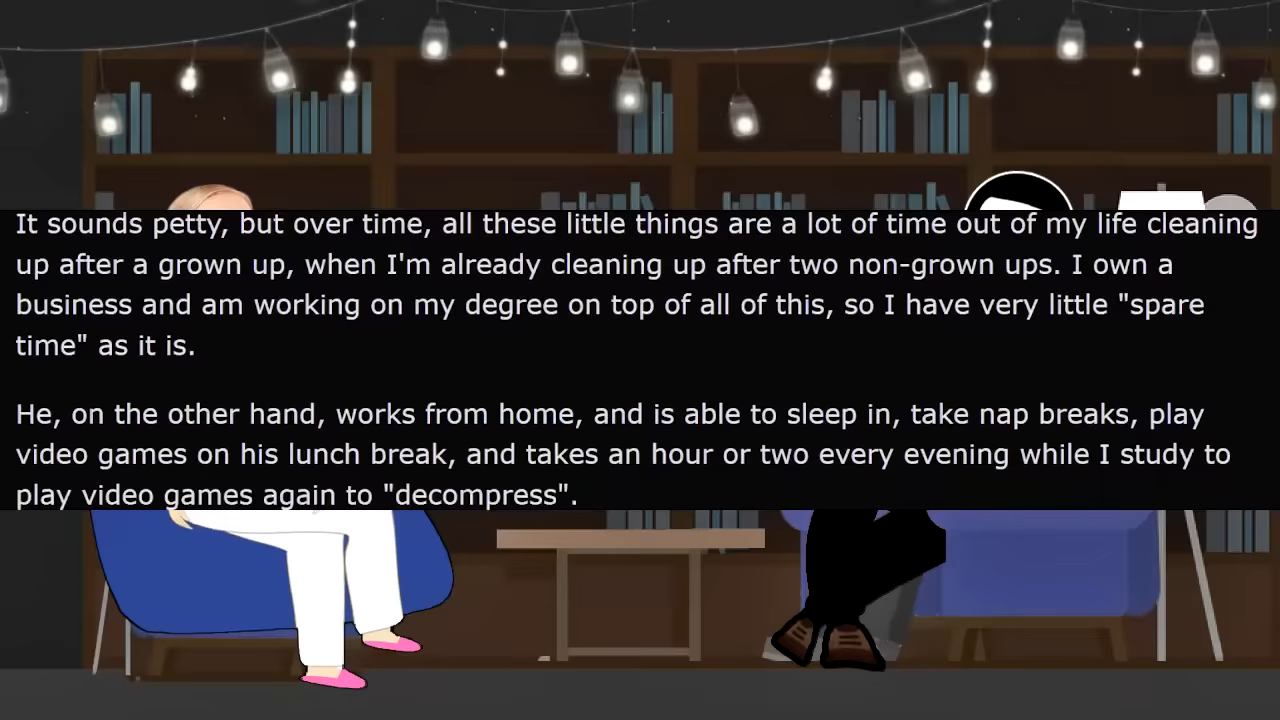 It sounds petty, but over time, all these little things are a lot of time out of my life cleaning
up after a grown up, when I'm already cleaning up after two non-grown ups. I own a
business and am working on my degree on top of all of this, so I have very little "spare
time" as it is.
He, on the other hand, works from home, and is able to sleep in, take nap breaks, play
video games on his lunch break, and takes an hour or two every evening while I study to
play video games again to "decompress".